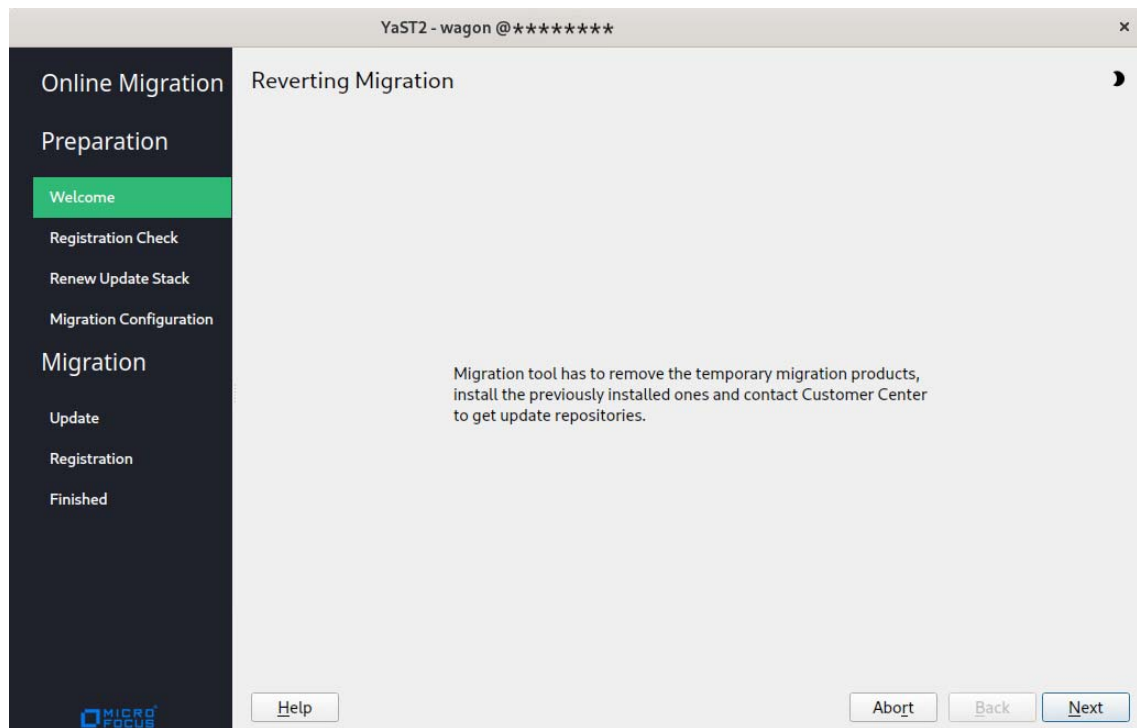 YaST2 - wagon @********
×
Online Migration
Preparation
Welcome
Registration Check
Renew Update Stack
Migration Configuration
Migration
Update
Registration
Finished
MICRO
FOCUS
Reverting Migration
Migration tool has to remove the temporary migration products,
install the previously installed ones and contact Customer Center
to get update repositories.
Help
Abort
Back
Next